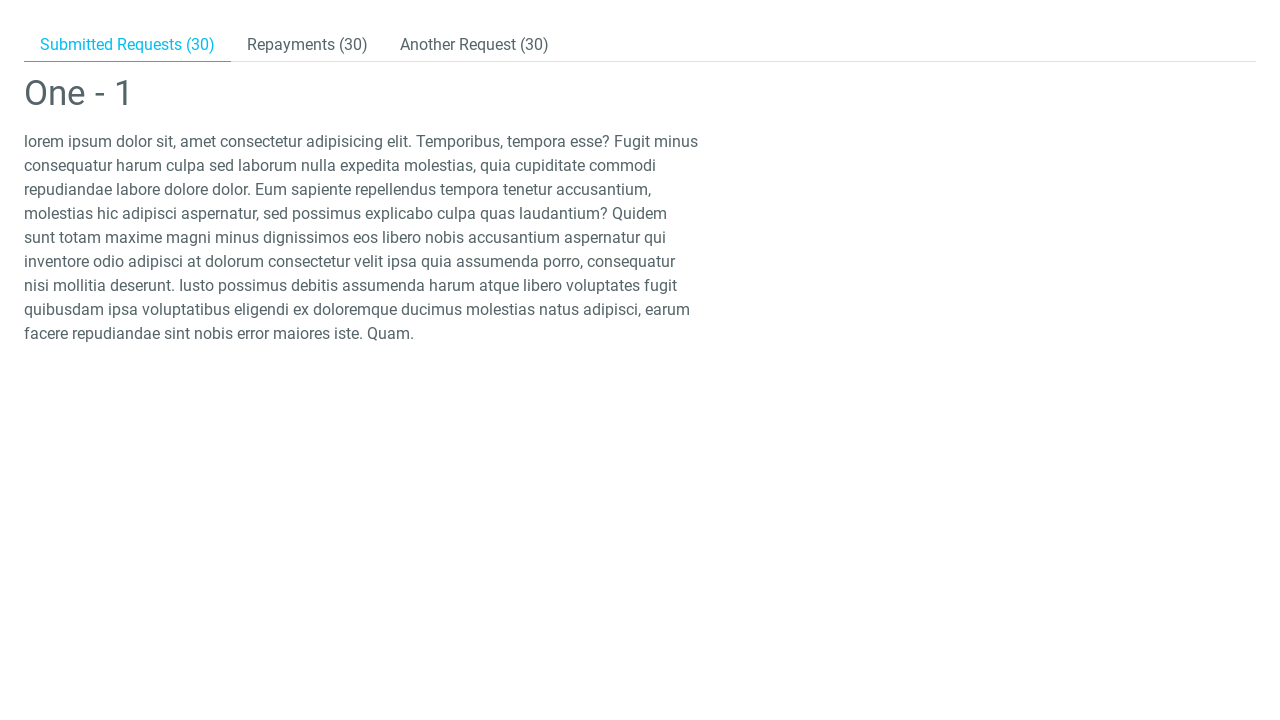 Submitted Requests (30) Repayments (30) Another Request (30)
One - 1
lorem ipsum dolor sit, amet consectetur adipisicing elit. Temporibus, tempora esse? Fugit minus
consequatur harum culpa sed laborum nulla expedita molestias, quia cupiditate commodi
repudiandae labore dolore dolor. Eum sapiente repellendus tempora tenetur accusantium,
molestias hic adipisci aspernatur, sed possimus explicabo culpa quas laudantium? Quidem
sunt totam maxime magni minus dignissimos eos libero nobis accusantium aspernatur qui
inventore odio adipisci at dolorum consectetur velit ipsa quia assumenda porro, consequatur
nisi mollitia deserunt. Iusto possimus debitis assumenda harum atque libero voluptates fugit
quibusdam ipsa voluptatibus eligendi ex doloremque ducimus molestias natus adipisci, earum
facere repudiandae sint nobis error maiores iste. Quam.